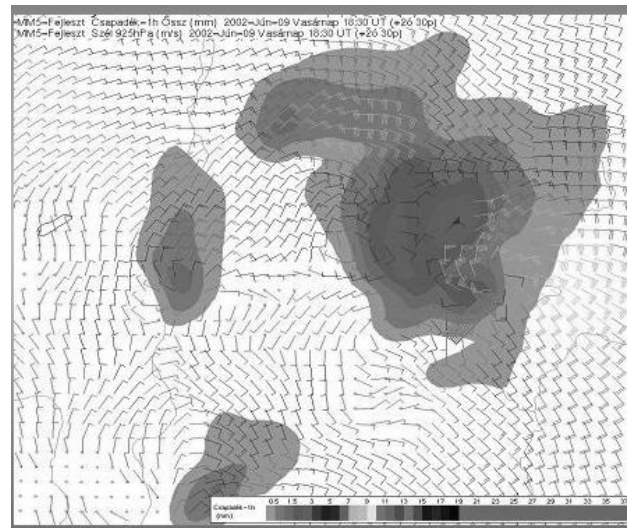 MM5-Fejleszt Csapadék-1h Össz (mm) 2002-Jún-09 Vasárnap 18:30 UT (+26 30p)
MM5-Fejleszt Szél 925hPa (m/s) 2002-Jún-09 Vasárnap 18:30 UT (+26 30p)
Csapadék-1h 0.5 1 1.5 3 5 7 9 10 11 13 15 17 19 21 23 25 27 29 31 33 35 37
(mm)